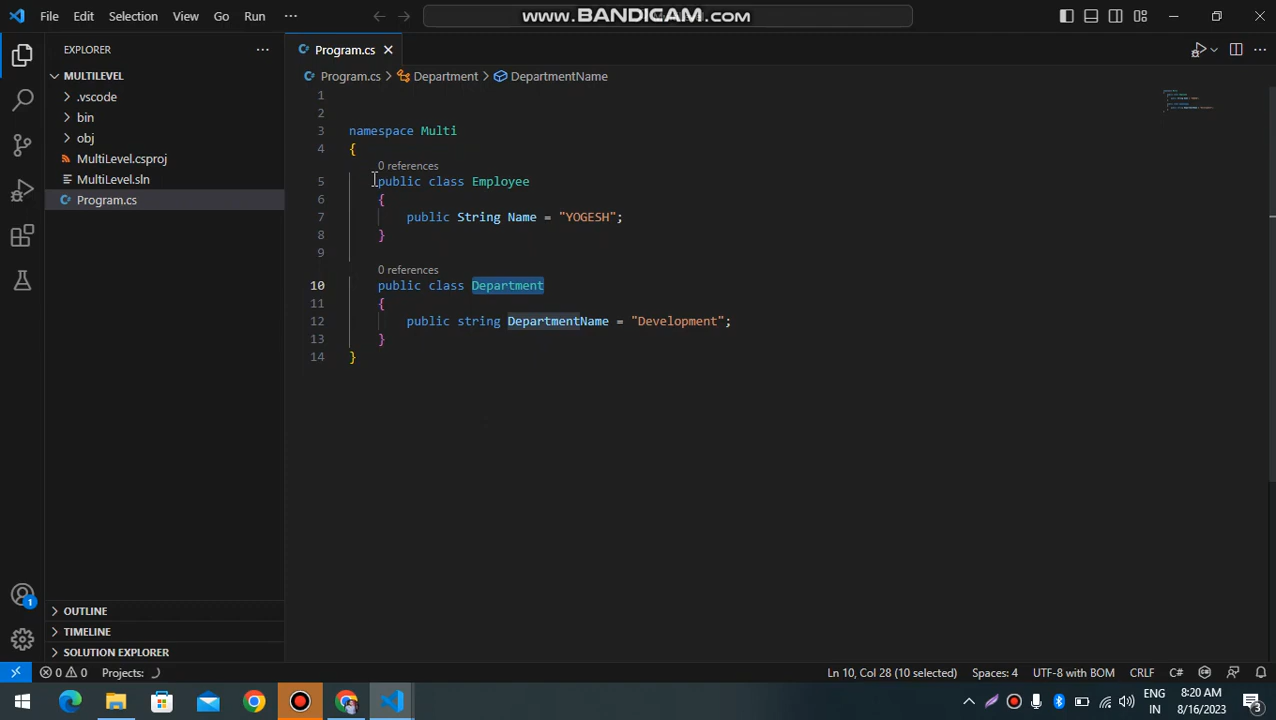 File Edit Selection View Go Run ···
www.BANDICAM.com
EXPLORER ···
MULTILEVEL
.vscode
bin
obj
MultiLevel.csproj
MultiLevel.sln
Program.cs
OUTLINE
TIMELINE
SOLUTION EXPLORER
Program.cs
Program.cs > Department > DepartmentName
1
2
3 namespace Multi
4 {
0 references
5 public class Employee
6 {
7 public String Name = "YOGESH";
8 }
9
0 references
10 public class Department
11 {
12 public string DepartmentName = "Development";
13 }
14 }
1
0 0 Projects:
Ln 10, Col 28 (10 selected) Spaces: 4 UTF-8 with BOM CRLF C#
ENG
IN
8:20 AM
8/16/2023
3